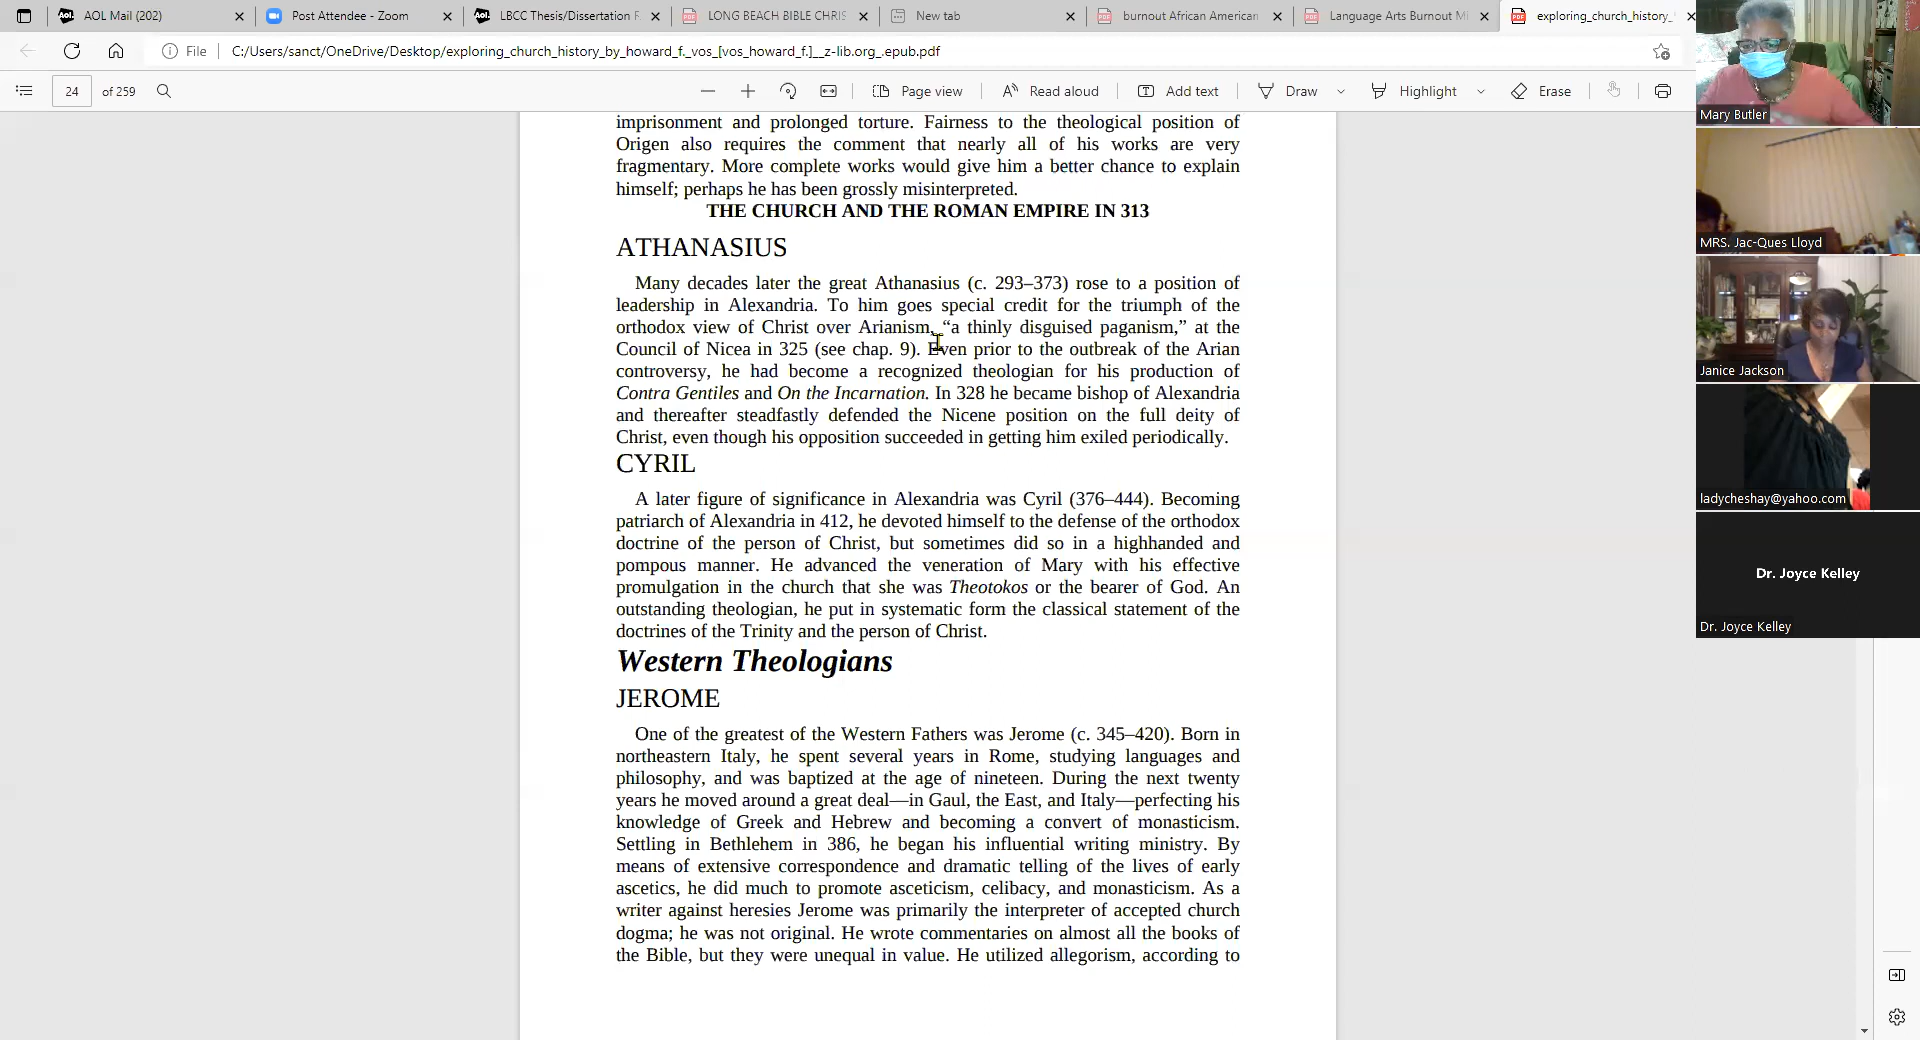 AOL Mail (202)
Post Attendee - Zoom
LBCC Thesis/Dissertation R
LONG BEACH BIBLE CHRIS
New tab
burnout African American
Language Arts Burnout M
exploring_church_history_
File
C:/Users/sanct/OneDrive/Desktop/exploring_church_history_by_howard_f._vos_[vos_howard_f.]__z-lib.org_.epub.pdf
24 of 259
Page view
Read aloud
Add text
Draw
Highlight
Erase
imprisonment and prolonged torture. Fairness to the theological position of
Origen also requires the comment that nearly all of his works are very
fragmentary. More complete works would give him a better chance to explain
himself; perhaps he has been grossly misinterpreted.
THE CHURCH AND THE ROMAN EMPIRE IN 313
ATHANASIUS
Many decades later the great Athanasius (c. 293–373) rose to a position of
leadership in Alexandria. To him goes special credit for the triumph of the
orthodox view of Christ over Arianism, “a thinly disguised paganism,” at the
Council of Nicea in 325 (see chap. 9). Even prior to the outbreak of the Arian
controversy, he had become a recognized theologian for his production of
Contra Gentiles and On the Incarnation. In 328 he became bishop of Alexandria
and thereafter steadfastly defended the Nicene position on the full deity of
Christ, even though his opposition succeeded in getting him exiled periodically.
CYRIL
A later figure of significance in Alexandria was Cyril (376–444). Becoming
patriarch of Alexandria in 412, he devoted himself to the defense of the orthodox
doctrine of the person of Christ, but sometimes did so in a highhanded and
pompous manner. He advanced the veneration of Mary with his effective
promulgation in the church that she was Theotokos or the bearer of God. An
outstanding theologian, he put in systematic form the classical statement of the
doctrines of the Trinity and the person of Christ.
Western Theologians
JEROME
One of the greatest of the Western Fathers was Jerome (c. 345–420). Born in
northeastern Italy, he spent several years in Rome, studying languages and
philosophy, and was baptized at the age of nineteen. During the next twenty
years he moved around a great deal—in Gaul, the East, and Italy—perfecting his
knowledge of Greek and Hebrew and becoming a convert of monasticism.
Settling in Bethlehem in 386, he began his influential writing ministry. By
means of extensive correspondence and dramatic telling of the lives of early
ascetics, he did much to promote asceticism, celibacy, and monasticism. As a
writer against heresies Jerome was primarily the interpreter of accepted church
dogma; he was not original. He wrote commentaries on almost all the books of
the Bible, but they were unequal in value. He utilized allegorism, according to
Mary Butler
MRS. Jac-Ques Lloyd
Janice Jackson
ladycheshay@yahoo.com
Dr. Joyce Kelley
Dr. Joyce Kelley